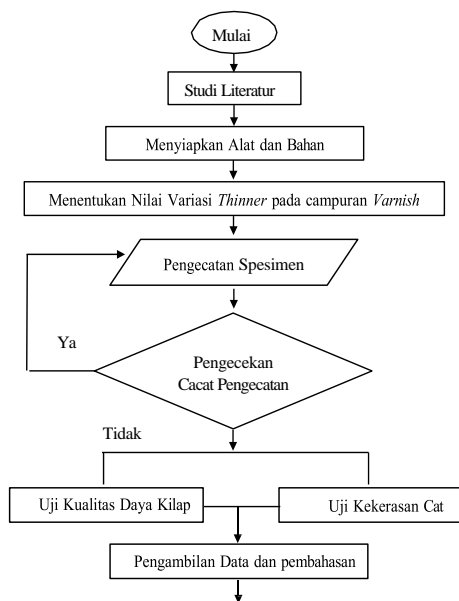 Mulai
Studi Literatur
Menyiapkan Alat dan Bahan
Menentukan Nilai Variasi Thinner pada campuran Varnish
Pengecatan Spesimen
Ya
Pengecekan
Cacat Pengecatan
Tidak
Uji Kualitas Daya Kilap
Uji Kekerasan Cat
Pengambilan Data dan pembahasan